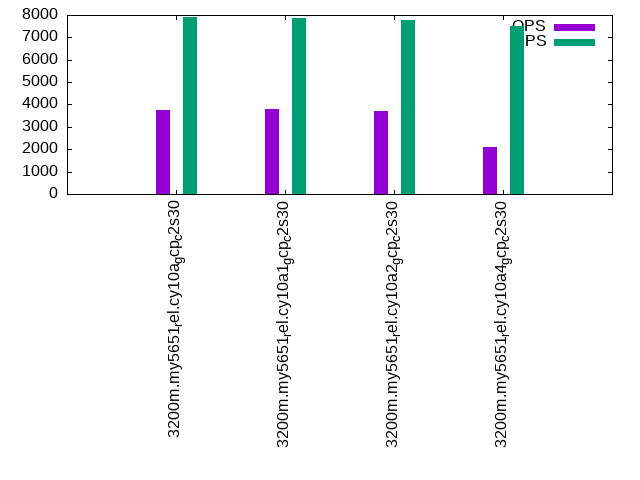 8000
7000
6000
5000
4000
3000
2000
1000
0
QPS
IPS
3200m.my5651rel.cy10agcpc2s30
3200m.my5651rel.cy10a1gcpc2s30
3200m.my5651rel.cy10a2gcpc2s30
3200m.my5651rel.cy10a4gcpc2s30